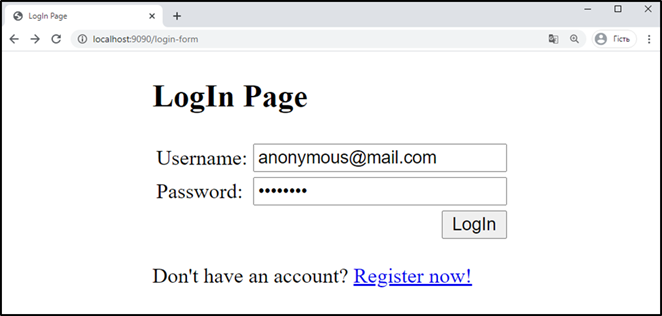 LogIn Page
localhost:9090/login-form
Гість
LogIn Page
Username: anonymous@mail.com
Password: ••••••••
LogIn
Don't have an account? Register now!